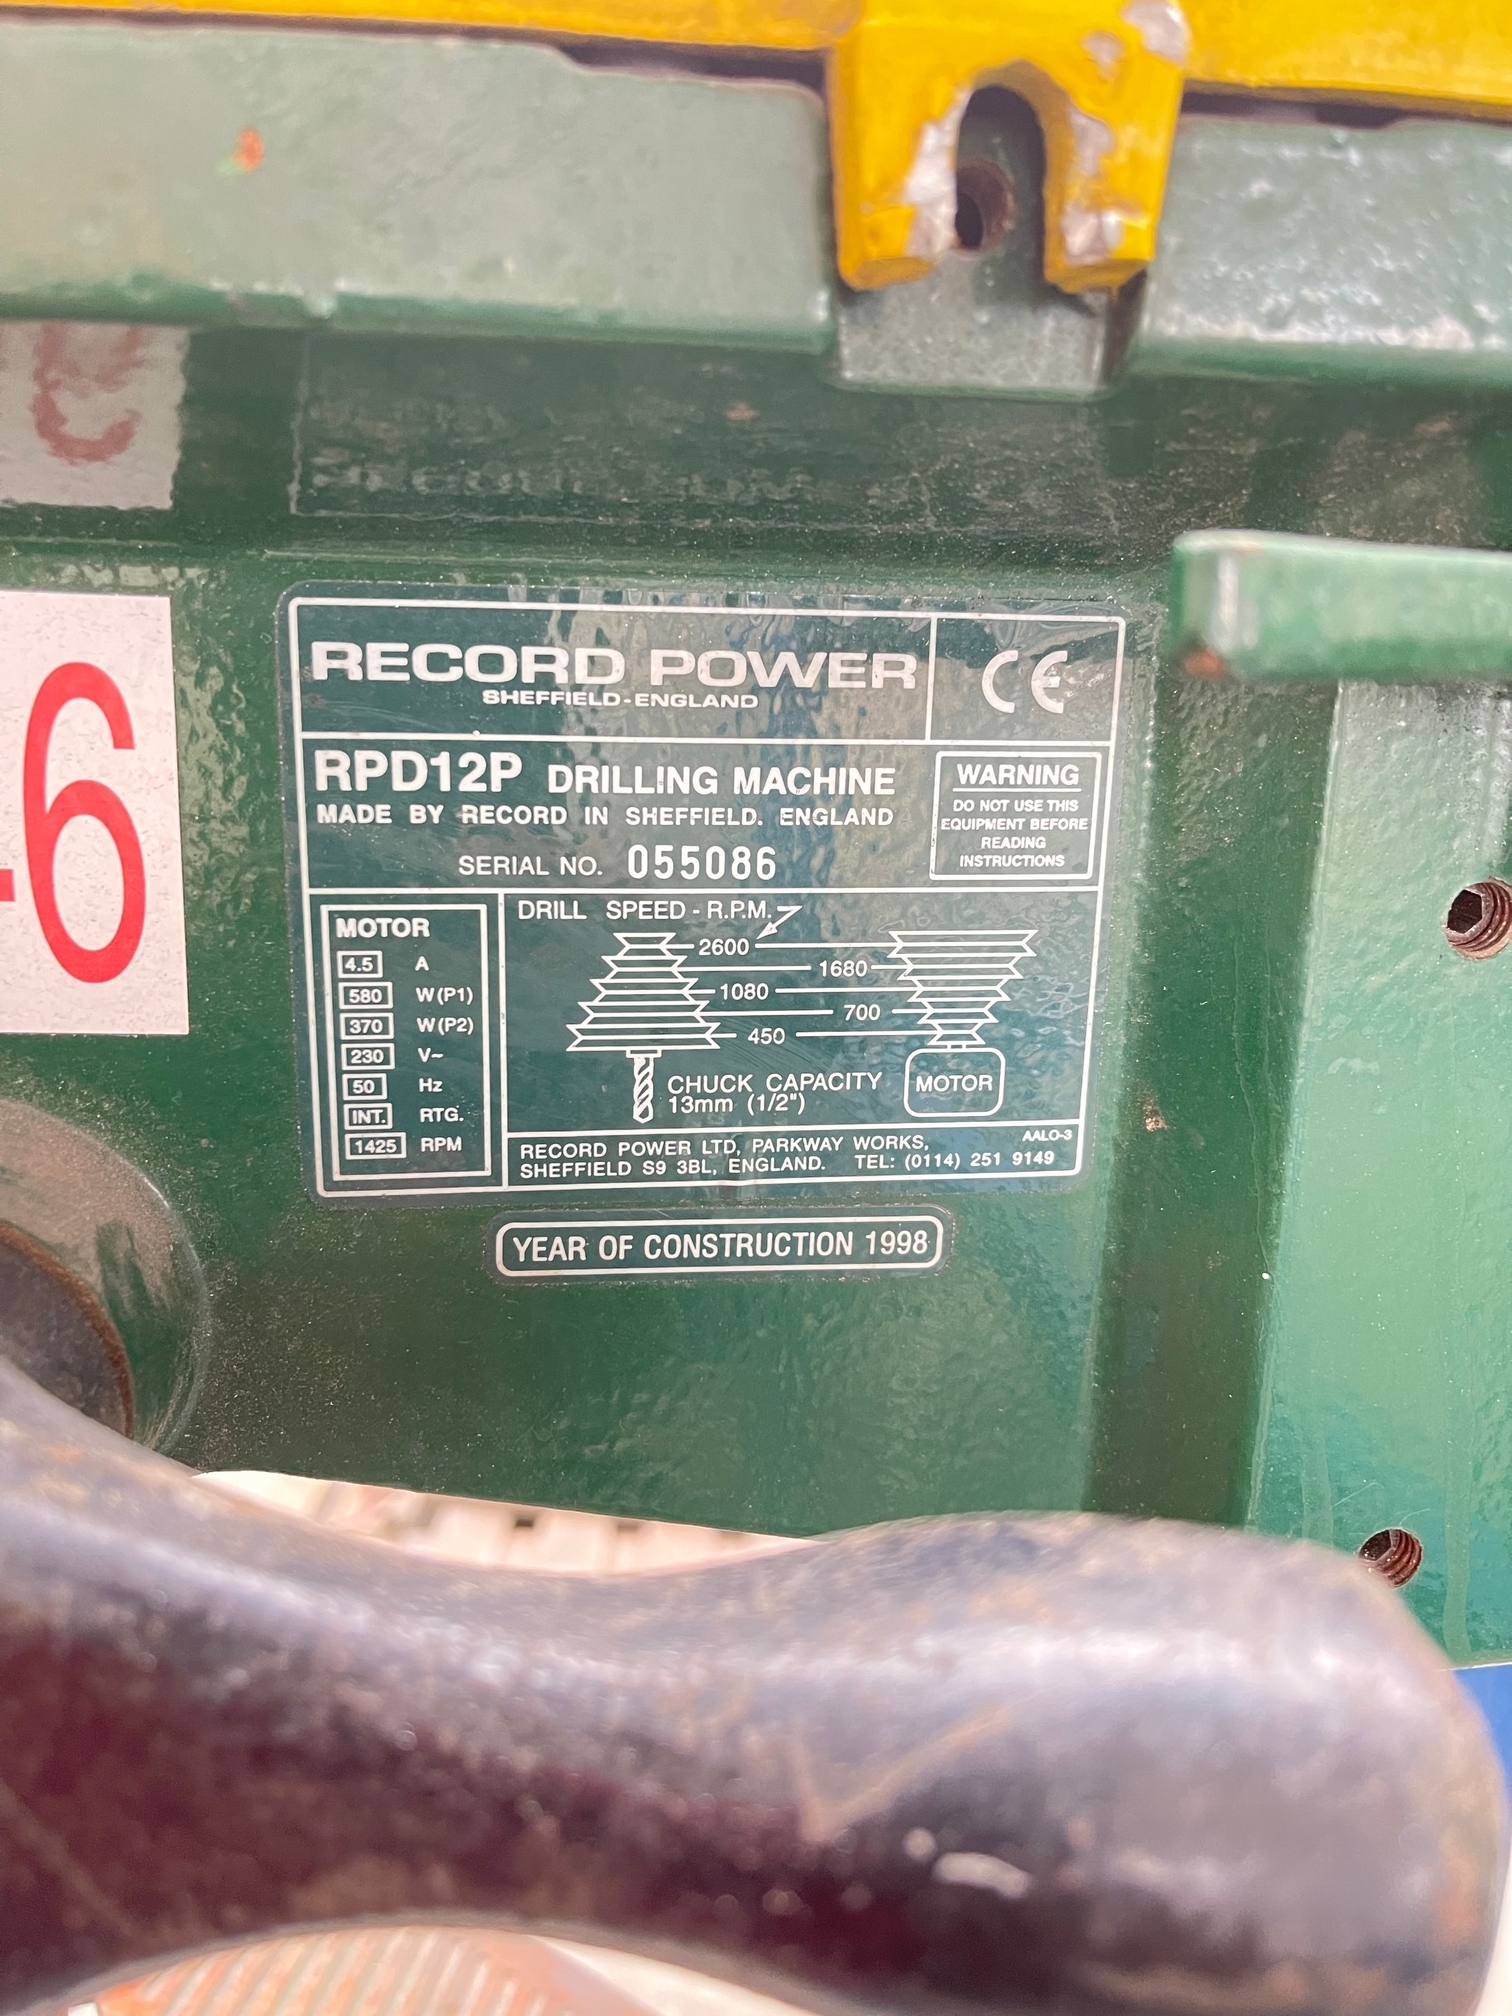 RECORD POWER
SHEFFIELD-ENGLAND
CE
RPD12P DRILLING MACHINE
MADE BY RECORD IN SHEFFIELD. ENGLAND
SERIAL NO. 055086
WARNING
DO NOT USE THIS
EQUIPMENT BEFORE
READING
INSTRUCTIONS
MOTOR
4.5 A
580 W(P1)
370 W(P2)
230 V~
50 Hz
INT. RTG.
1425 RPM
DRILL SPEED - R.P.M.
2600
1680
1080
700
450
CHUCK CAPACITY
13mm (1/2")
MOTOR
RECORD POWER LTD, PARKWAY WORKS,
SHEFFIELD S9 3BL, ENGLAND. TEL: (0114) 251 9149
AALO-3
YEAR OF CONSTRUCTION 1998
-6